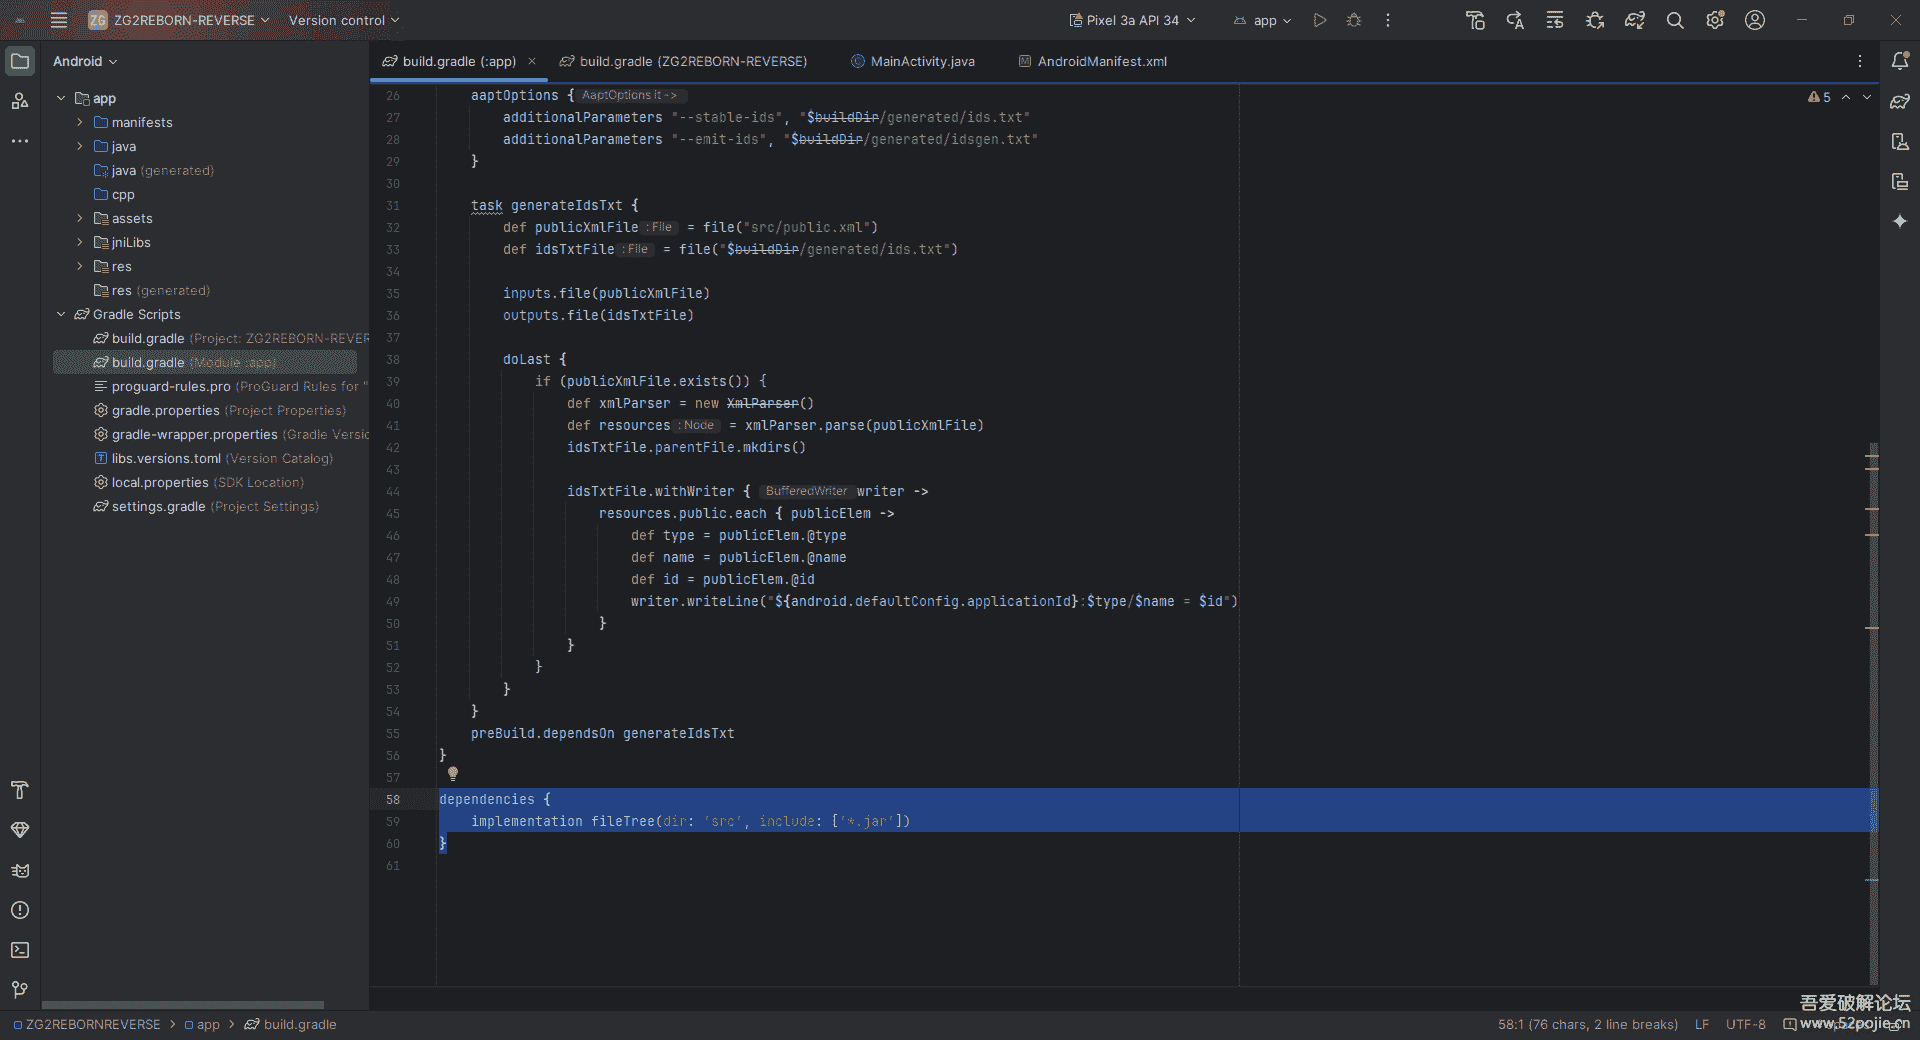 ZG ZG2REBORN-REVERSE Version control Pixel 3a API 34 app
Android
build.gradle (:app) build.gradle (ZG2REBORN-REVERSE) MainActivity.java AndroidManifest.xml
app
manifests
java
java (generated)
cpp
assets
jniLibs
res
res (generated)
Gradle Scripts
build.gradle (Project: ZG2REBORN-REVER
build.gradle (Module :app)
proguard-rules.pro (ProGuard Rules for "
gradle.properties (Project Properties)
gradle-wrapper.properties (Gradle Versio
libs.versions.toml (Version Catalog)
local.properties (SDK Location)
settings.gradle (Project Settings)
5
26 aaptOptions { AaptOptions it ->
27 additionalParameters "--stable-ids", "$buildDir/generated/ids.txt"
28 additionalParameters "--emit-ids", "$buildDir/generated/idsgen.txt"
29 }
30
31 task generateIdsTxt {
32 def publicXmlFile : File = file("src/public.xml")
33 def idsTxtFile : File = file("$buildDir/generated/ids.txt")
34
35 inputs.file(publicXmlFile)
36 outputs.file(idsTxtFile)
37
38 doLast {
39 if (publicXmlFile.exists()) {
40 def xmlParser = new XmlParser()
41 def resources : Node = xmlParser.parse(publicXmlFile)
42 idsTxtFile.parentFile.mkdirs()
43
44 idsTxtFile.withWriter { BufferedWriter writer ->
45 resources.public.each { publicElem ->
46 def type = publicElem.@type
47 def name = publicElem.@name
48 def id = publicElem.@id
49 writer.writeLine("${android.defaultConfig.applicationId}:$type/$name = $id")
50 }
51 }
52 }
53 }
54 }
55 preBuild.dependsOn generateIdsTxt
56 }
57
58 dependencies {
59 implementation fileTree(dir: 'src', include: ['*.jar'])
60 }
61
ZG2REBORNREVERSE > app > build.gradle
58:1 (76 chars, 2 line breaks) LF UTF-8
吾爱破解论坛
www.52pojie.cn